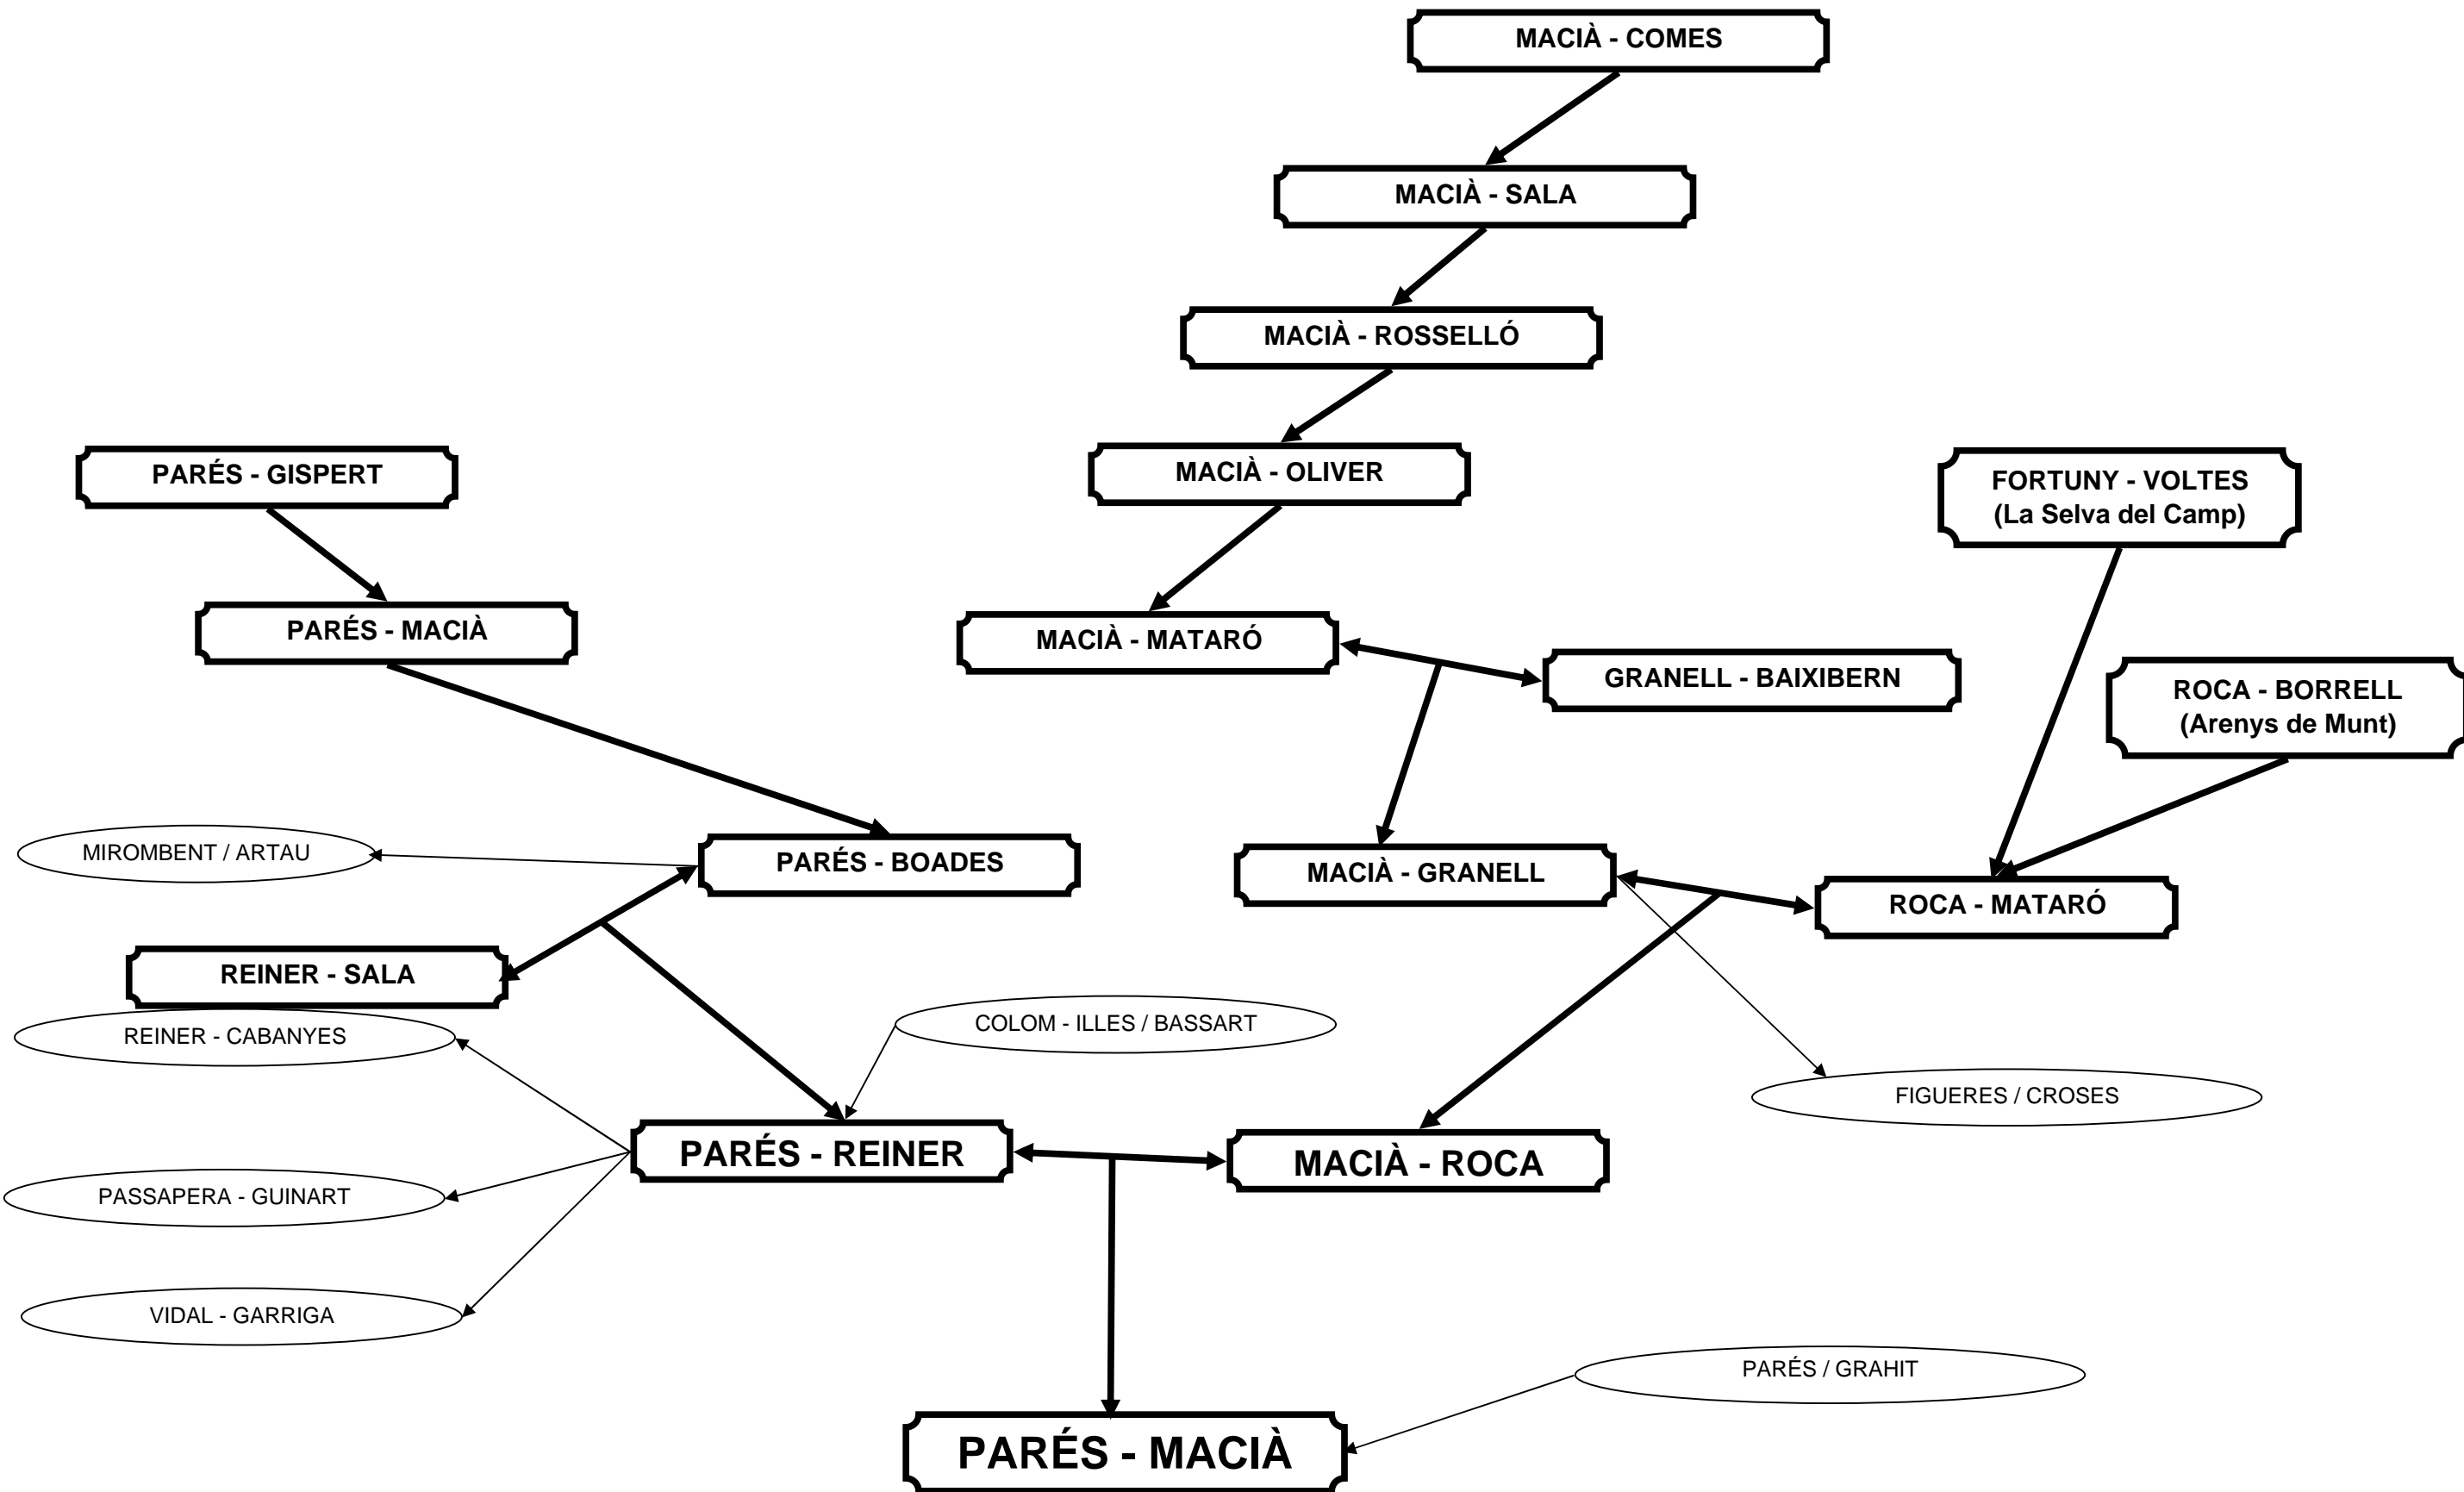 MACIÀ - COMES
MACIÀ - SALA
MACIÀ - ROSSELLÓ
MACIÀ - OLIVER
PARÉS - GISPERT
FORTUNY - VOLTES
(La Selva del Camp)
PARÉS - MACIÀ
MACIÀ - MATARÓ
GRANELL - BAIXIBERN
ROCA - BORRELL
(Arenys de Munt)
MIROMBENT / ARTAU
PARÉS - BOADES
MACIÀ - GRANELL
ROCA - MATARÓ
REINER - SALA
REINER - CABANYES
COLOM - ILLES / BASSART
FIGUERES / CROSES
PARÉS - REINER
MACIÀ - ROCA
PASSAPERA - GUINART
VIDAL - GARRIGA
PARÉS / GRAHIT
PARÉS - MACIÀ